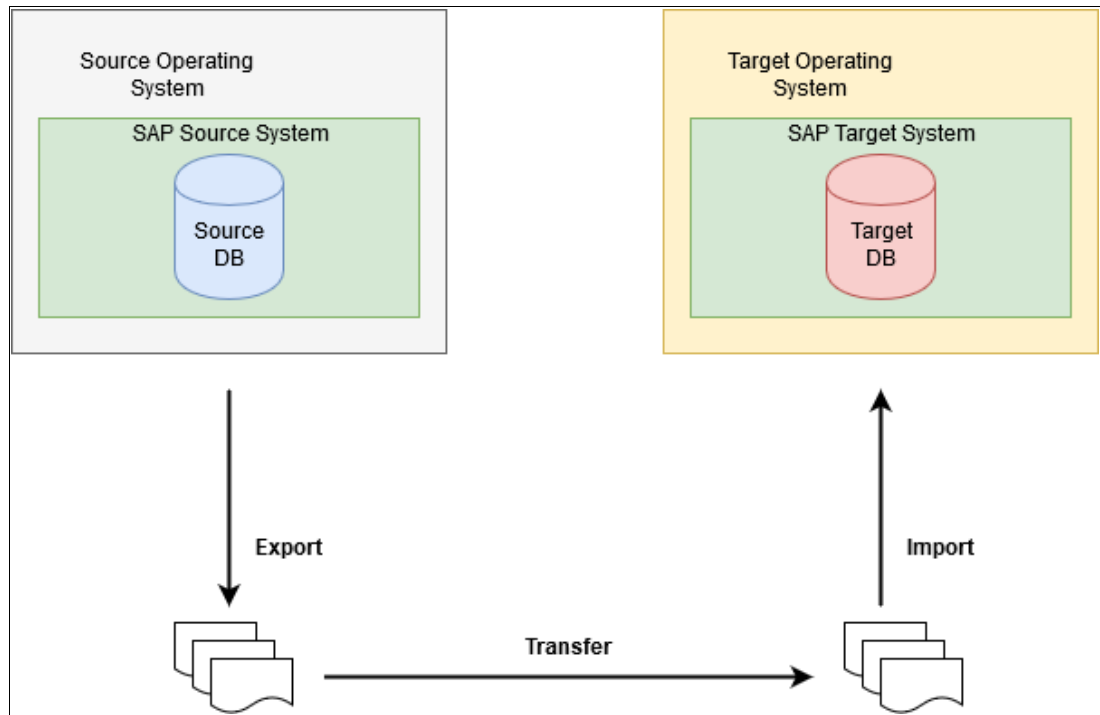 Source Operating
System
SAP Source System
Source
DB
Target Operating
System
SAP Target System
Target
DB
Export
Import
Transfer